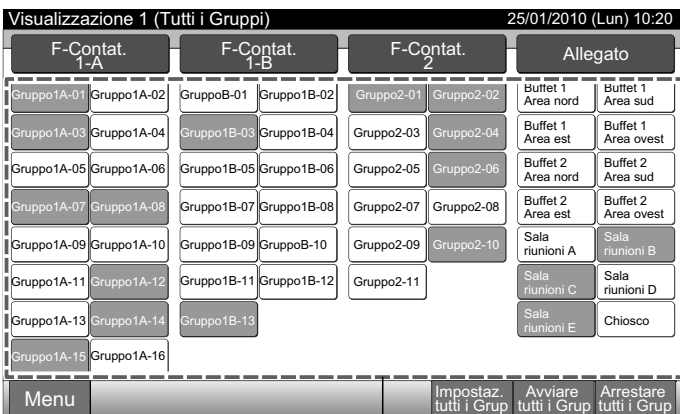 Visualizzazione 1 (Tutti i Gruppi) 25/01/2010 (Lun) 10:20
F-Contat. 1-A
F-Contat. 1-B
F-Contat. 2
Allegato
Gruppo1A-01 Gruppo1A-02 GruppoB-01 Gruppo1B-02 Gruppo2-01 Gruppo2-02 Buffet 1 Area nord Buffet 1 Area sud
Gruppo1A-03 Gruppo1A-04 Gruppo1B-03 Gruppo1B-04 Gruppo2-03 Gruppo2-04 Buffet 1 Area est Buffet 1 Area ovest
Gruppo1A-05 Gruppo1A-06 Gruppo1B-05 Gruppo1B-06 Gruppo2-05 Gruppo2-06 Buffet 2 Area nord Buffet 2 Area sud
Gruppo1A-07 Gruppo1A-08 Gruppo1B-07 Gruppo1B-08 Gruppo2-07 Gruppo2-08 Buffet 2 Area est Buffet 2 Area ovest
Gruppo1A-09 Gruppo1A-10 Gruppo1B-09 GruppoB-10 Gruppo2-09 Gruppo2-10 Sala riunioni A Sala riunioni B
Gruppo1A-11 Gruppo1A-12 Gruppo1B-11 Gruppo1B-12 Gruppo2-11 Sala riunioni C Sala riunioni D
Gruppo1A-13 Gruppo1A-14 Gruppo1B-13 Sala riunioni E Chiosco
Gruppo1A-15 Gruppo1A-16
Menu
Impostaz. tutti i Grup
Avviare tutti i Grup
Arrestare tutti i Grup